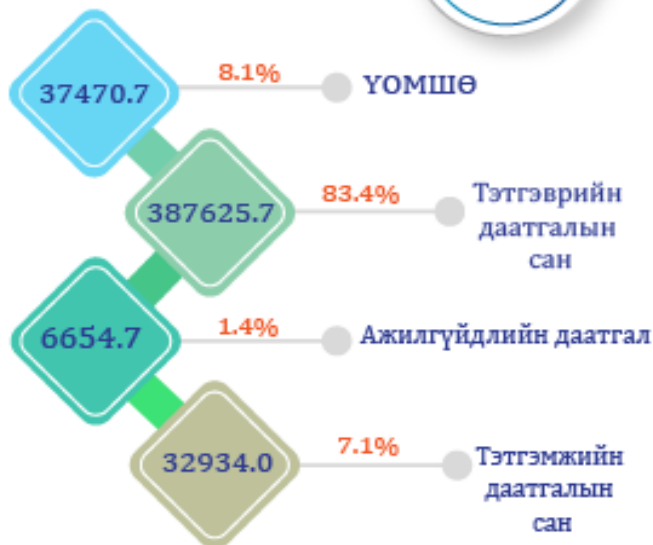 37470.7
8.1%
ҮОМШӨ
387625.7
83.4%
Тэтгэврийн
даатгалын
сан
6654.7
1.4%
Ажилгүйдлийн даатгал
32934.0
7.1%
Тэтгэмжийн
даатгалын
сан